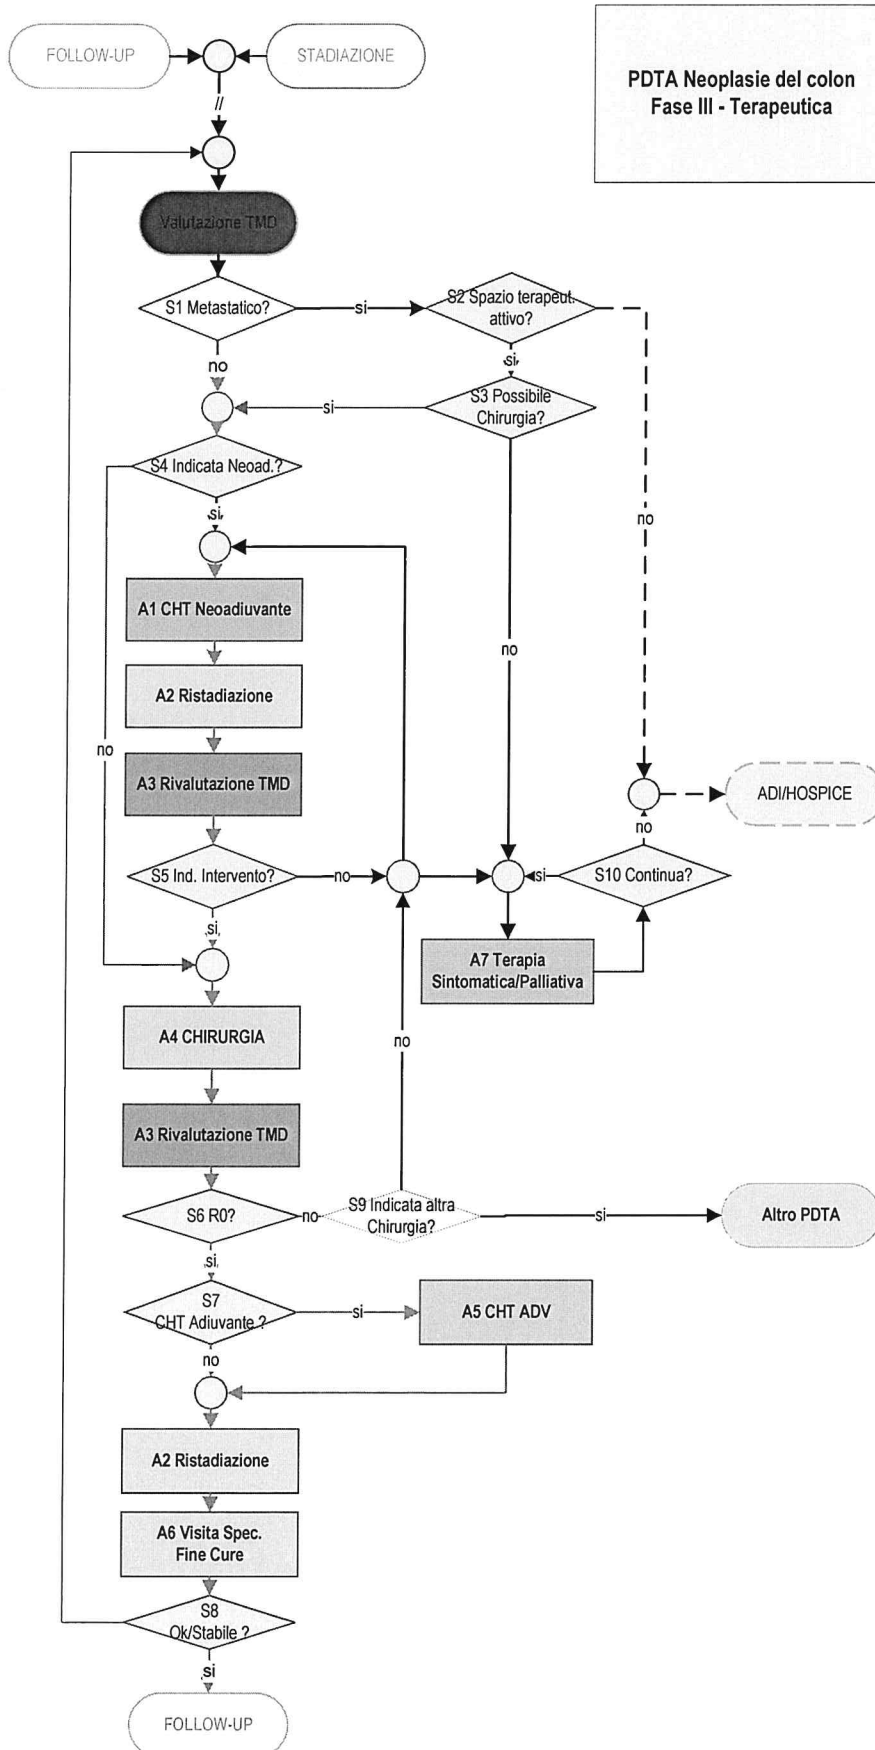 FOLLOW-UP
STADIAZIONE
PDTA Neoplasie del colon
Fase III - Terapeutica
//
Valutazione TMD
S1 Metastatico?
si
S2 Spazio terapeut.
attivo?
no
si
S3 Possibile
Chirurgia?
si
S4 Indicata Neoad.?
si
no
A1 CHT Neoadiuvante
no
A2 Ristadiazione
no
A3 Rivalutazione TMD
ADI/HOSPICE
no
S5 Ind. Intervento?
no
si
S10 Continua?
si
A7 Terapia
Sintomatica/Palliativa
A4 CHIRURGIA
no
A3 Rivalutazione TMD
S6 R0?
no
S9 Indicata altra
Chirurgia?
si
Altro PDTA
si
S7
CHT Adiuvante ?
si
A5 CHT ADV
no
A2 Ristadiazione
A6 Visita Spec.
Fine Cure
S8
Ok/Stabile ?
si
FOLLOW-UP